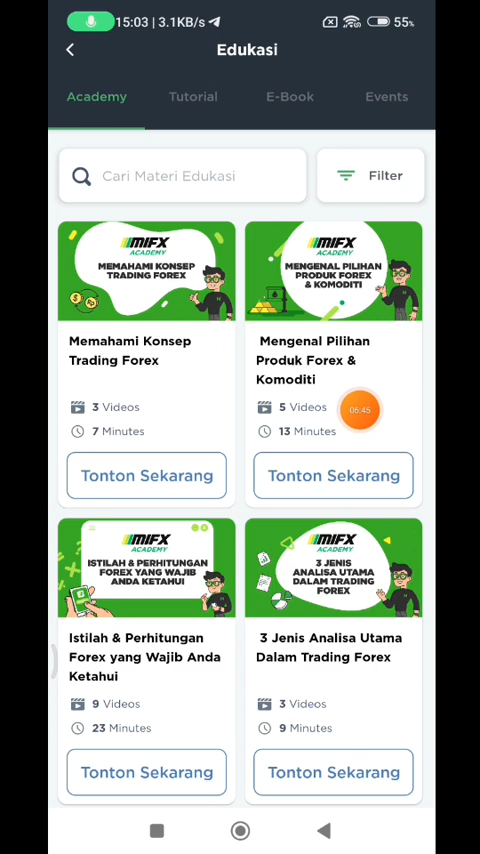 15:03 | 3.1KB/s
55%
Edukasi
Academy
Tutorial
E-Book
Events
Cari Materi Edukasi
Filter
MIFX
ACADEMY
MEMAHAMI KONSEP
TRADING FOREX
Memahami Konsep
Trading Forex
3 Videos
7 Minutes
Tonton Sekarang
MIFX
ACADEMY
MENGENAL PILIHAN
PRODUK FOREX
& KOMODITI
Mengenal Pilihan
Produk Forex &
Komoditi
5 Videos
06:45
13 Minutes
Tonton Sekarang
MIFX
ACADEMY
ISTILAH & PERHITUNGAN
FOREX YANG WAJIB
ANDA KETAHUI
Istilah & Perhitungan
Forex yang Wajib Anda
Ketahui
9 Videos
23 Minutes
Tonton Sekarang
MIFX
ACADEMY
3 JENIS
ANALISA UTAMA
DALAM TRADING
FOREX
3 Jenis Analisa Utama
Dalam Trading Forex
3 Videos
9 Minutes
Tonton Sekarang